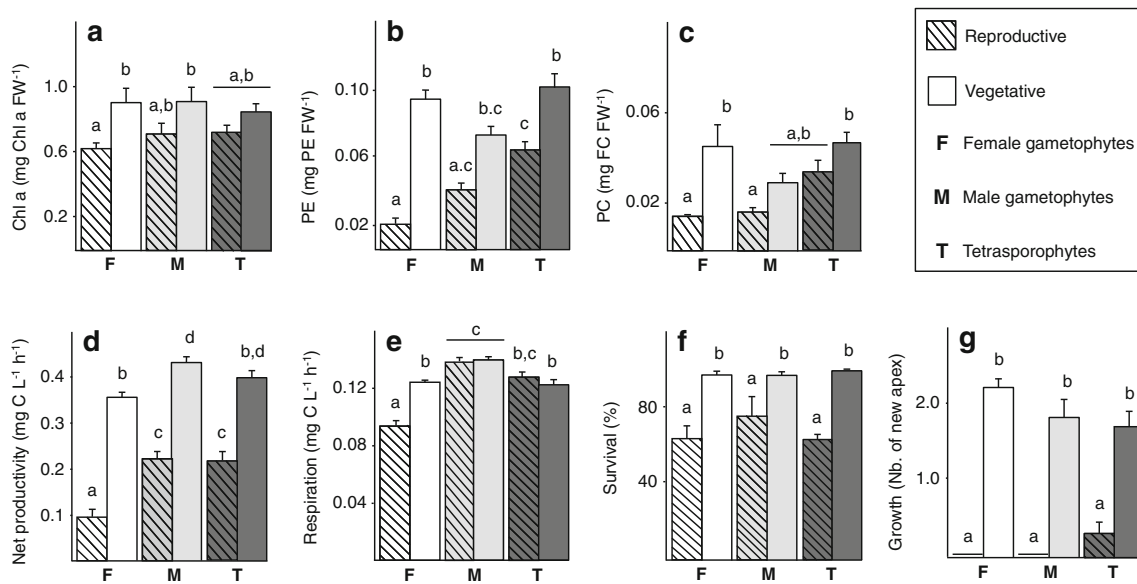 a
Chl a (mg Chl a FW-1)
1.0
0.6
0.2
a
b
a,b
b
a,b
F
M
T
b
PE (mg PE FW-1)
0.10
0.06
0.02
a
b
a.c
b.c
c
b
F
M
T
c
PC (mg FC FW-1)
0.06
0.02
a
b
a
a,b
b
F
M
T
Reproductive
Vegetative
F Female gametophytes
M Male gametophytes
T Tetrasporophytes
d
Net productivity (mg C L-1 h-1)
0.4
0.2
0.1
a
b
c
d
c
b,d
F
M
T
e
Respiration (mg C L-1 h-1)
0.12
0.08
0.04
a
b
c
b,c
b
F
M
T
f
Survival (%)
80
40
a
b
a
b
a
b
F
M
T
g
Growth (Nb. of new apex)
2.0
1.0
a
b
a
b
a
b
F
M
T